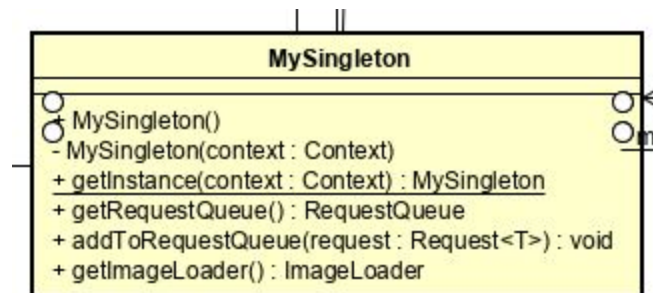 MySingleton
+ MySingleton()
- MySingleton(context : Context)
+ getInstance(context : Context) : MySingleton
+ getRequestQueue() : RequestQueue
+ addToRequestQueue(request : Request<T>) : void
+ getImageLoader() : ImageLoader